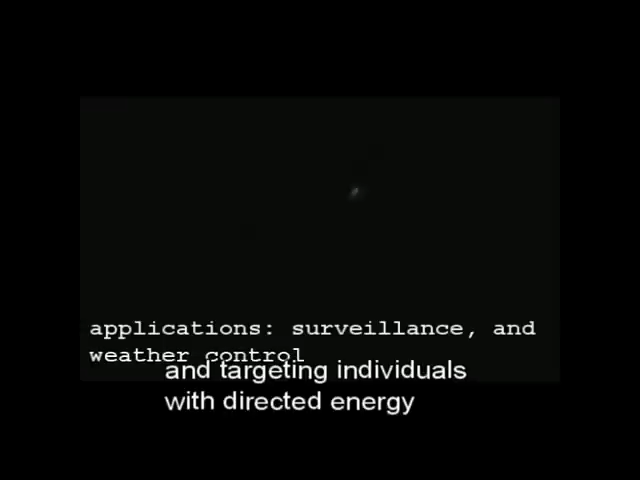 applications: surveillance, and
weather control
and targeting individuals
with directed energy